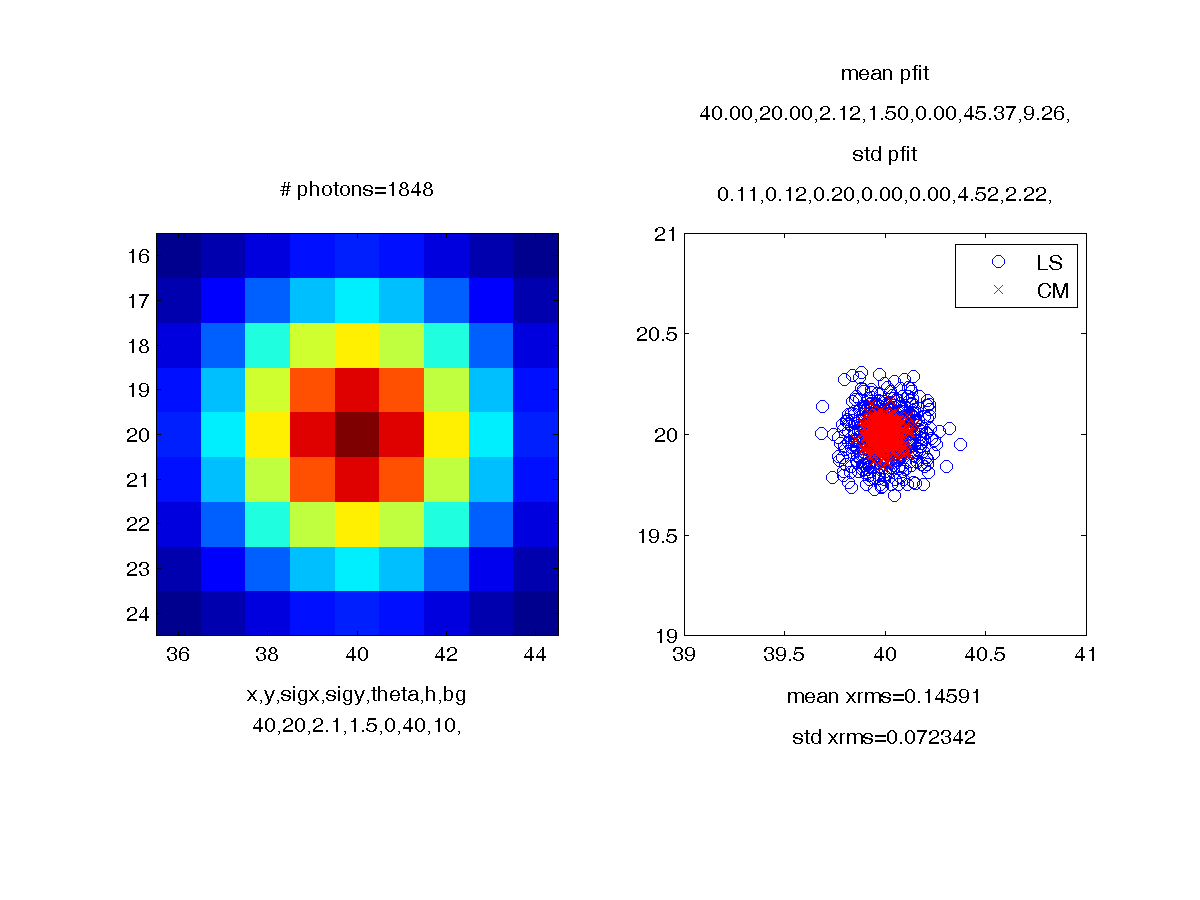 # photons=1848
16
17
18
19
20
21
22
23
24
36 38 40 42 44
x,y,sigx,sigy,theta,h,bg
40,20,2.1,1.5,0,40,10,
mean pfit
40.00,20.00,2.12,1.50,0.00,45.37,9.26,
std pfit
0.11,0.12,0.20,0.00,0.00,4.52,2.22,
21
20.5
20
19.5
19
LS
CM
39 39.5 40 40.5 41
mean xrms=0.14591
std xrms=0.072342